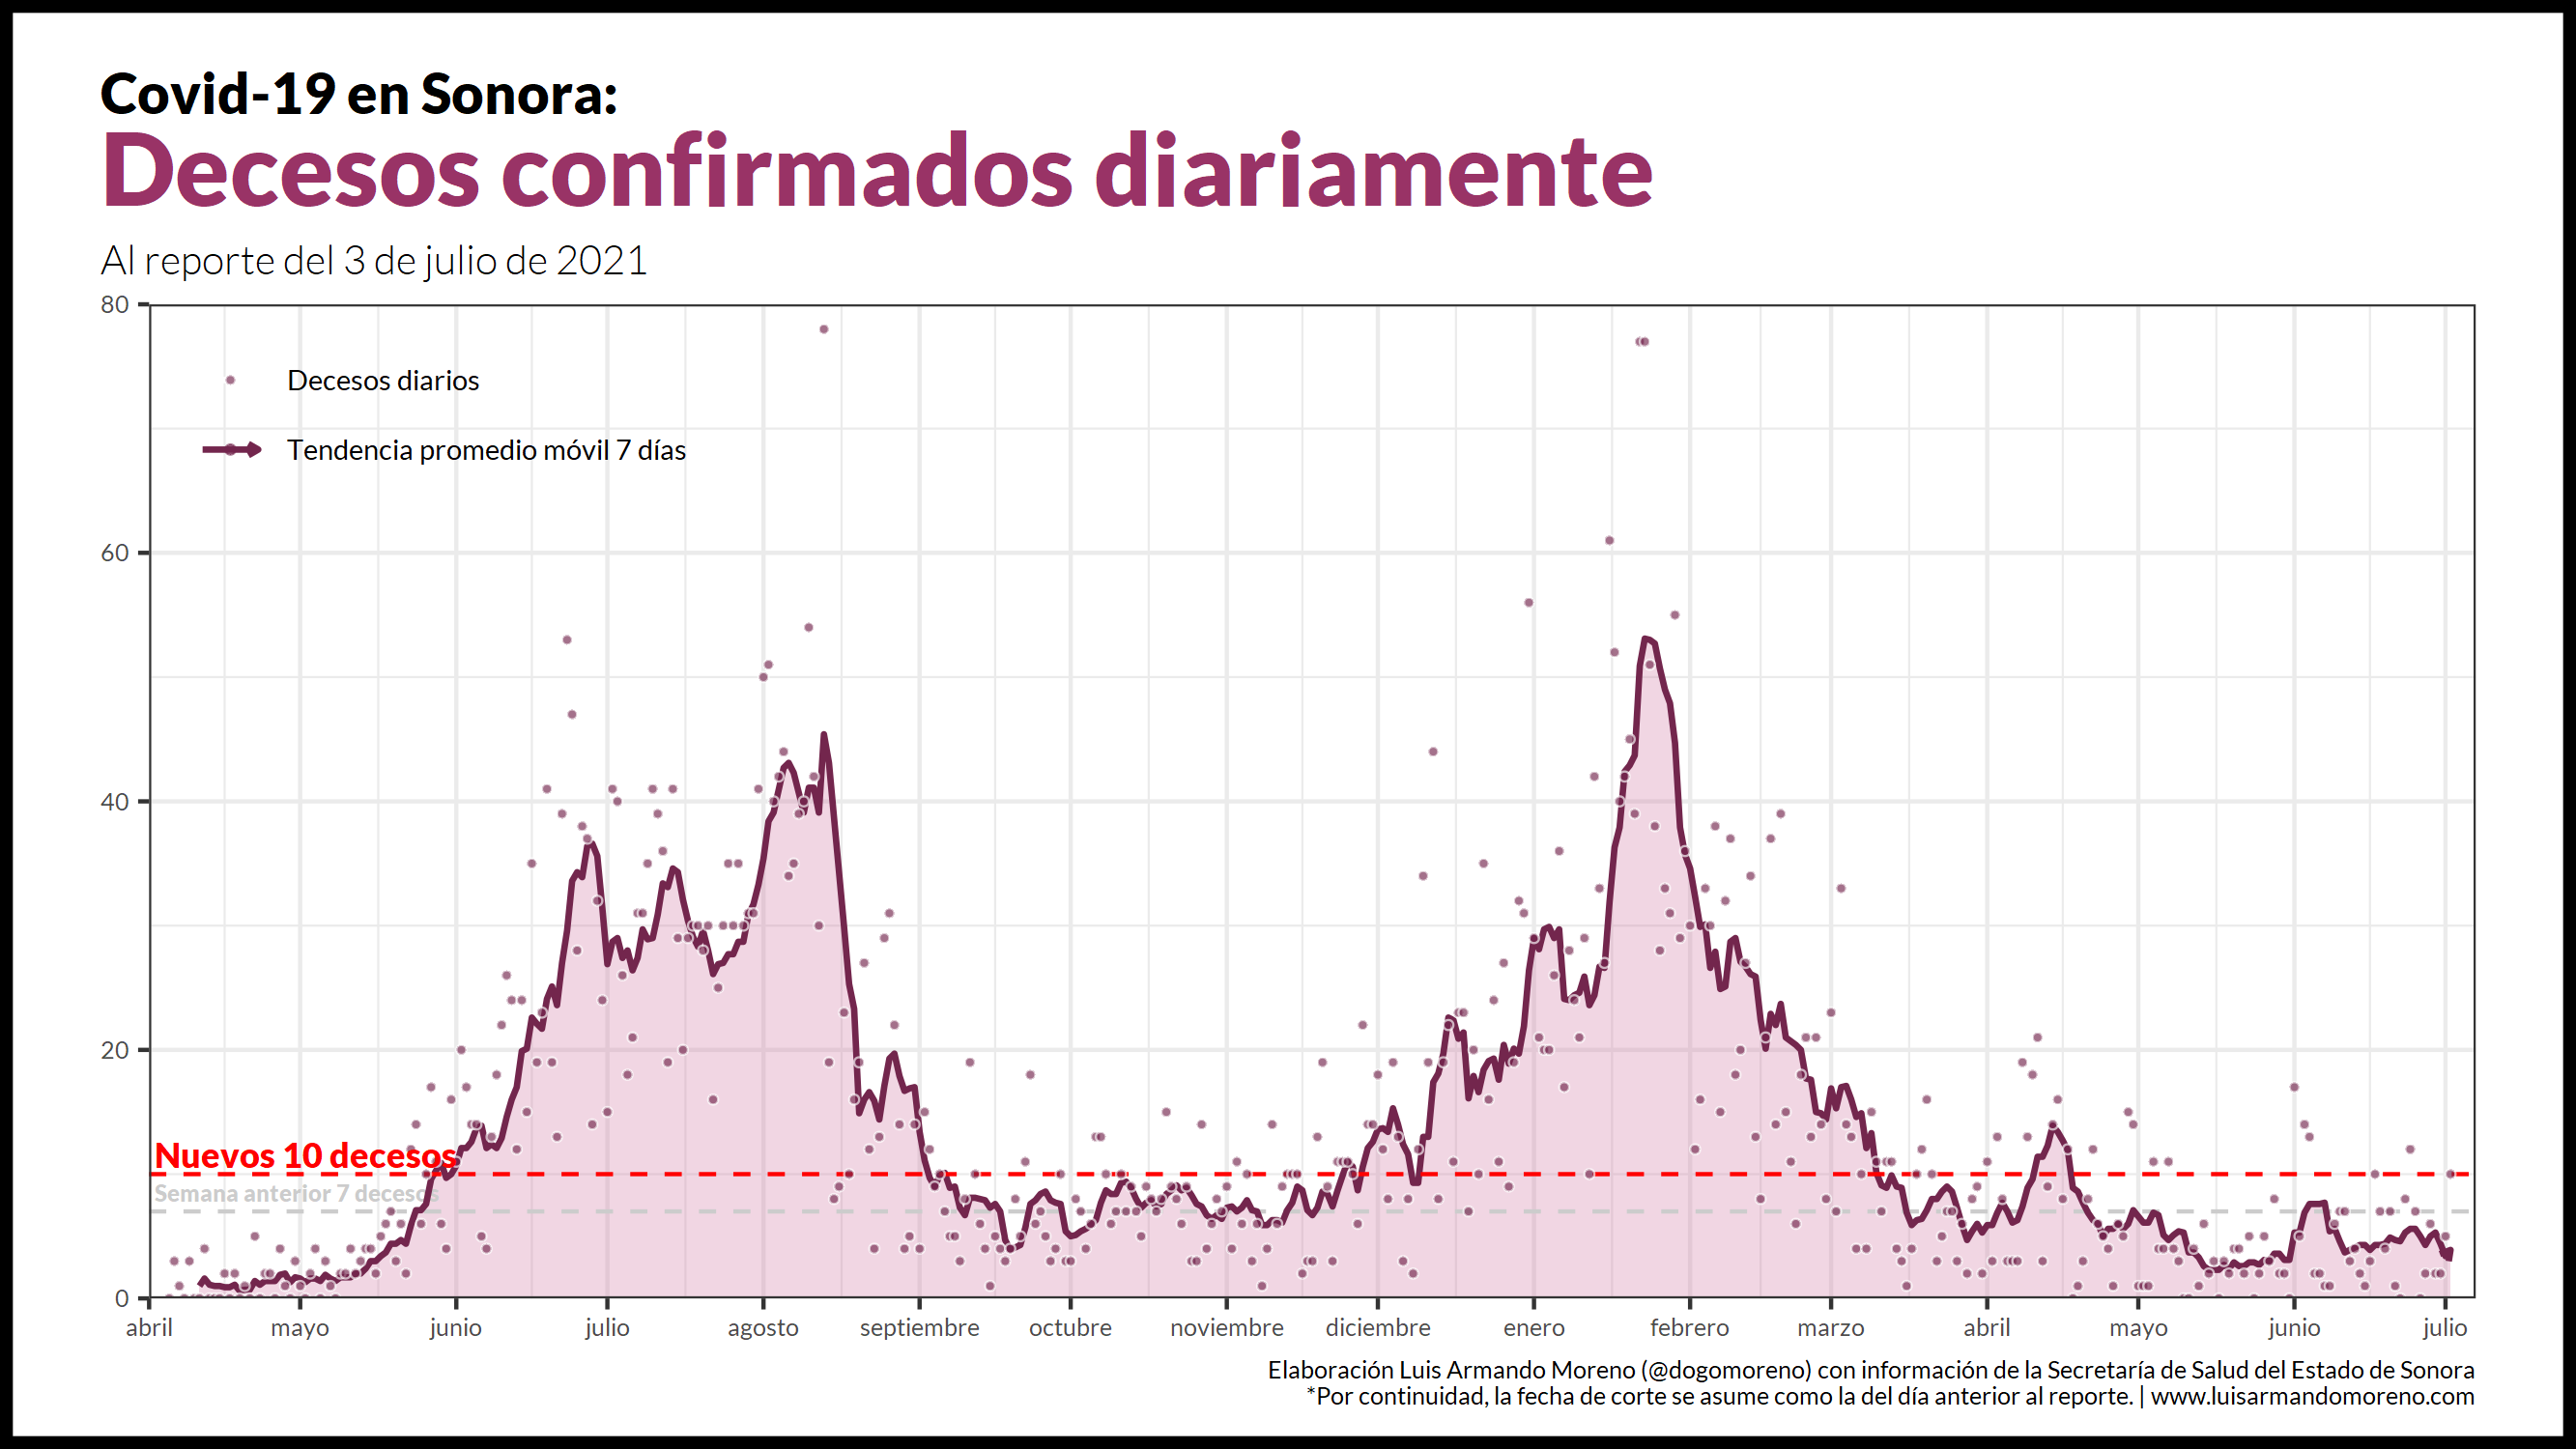 Covid-19 en Sonora:
Decesos confirmados diariamente
Al reporte del 3 de julio de 2021
80
Decesos diarios
Tendencia promedio móvil 7 días
60
40
20
Nuevos 10 decesos
Semana anterior 7 decesos
0
abril mayo junio julio agosto septiembre octubre noviembre diciembre enero febrero marzo abril mayo junio julio
Elaboración Luis Armando Moreno (@dogomoreno) con información de la Secretaría de Salud del Estado de Sonora
*Por continuidad, la fecha de corte se asume como la del día anterior al reporte. | www.luisarmandomoreno.com